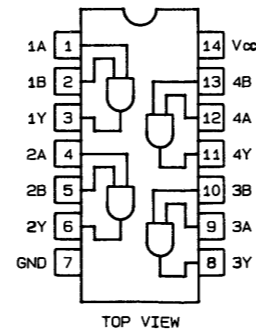 1A 1 14 Vcc
1B 2 13 4B
1Y 3 12 4A
2A 4 11 4Y
2B 5 10 3B
2Y 6 9 3A
GND 7 8 3Y
TOP VIEW